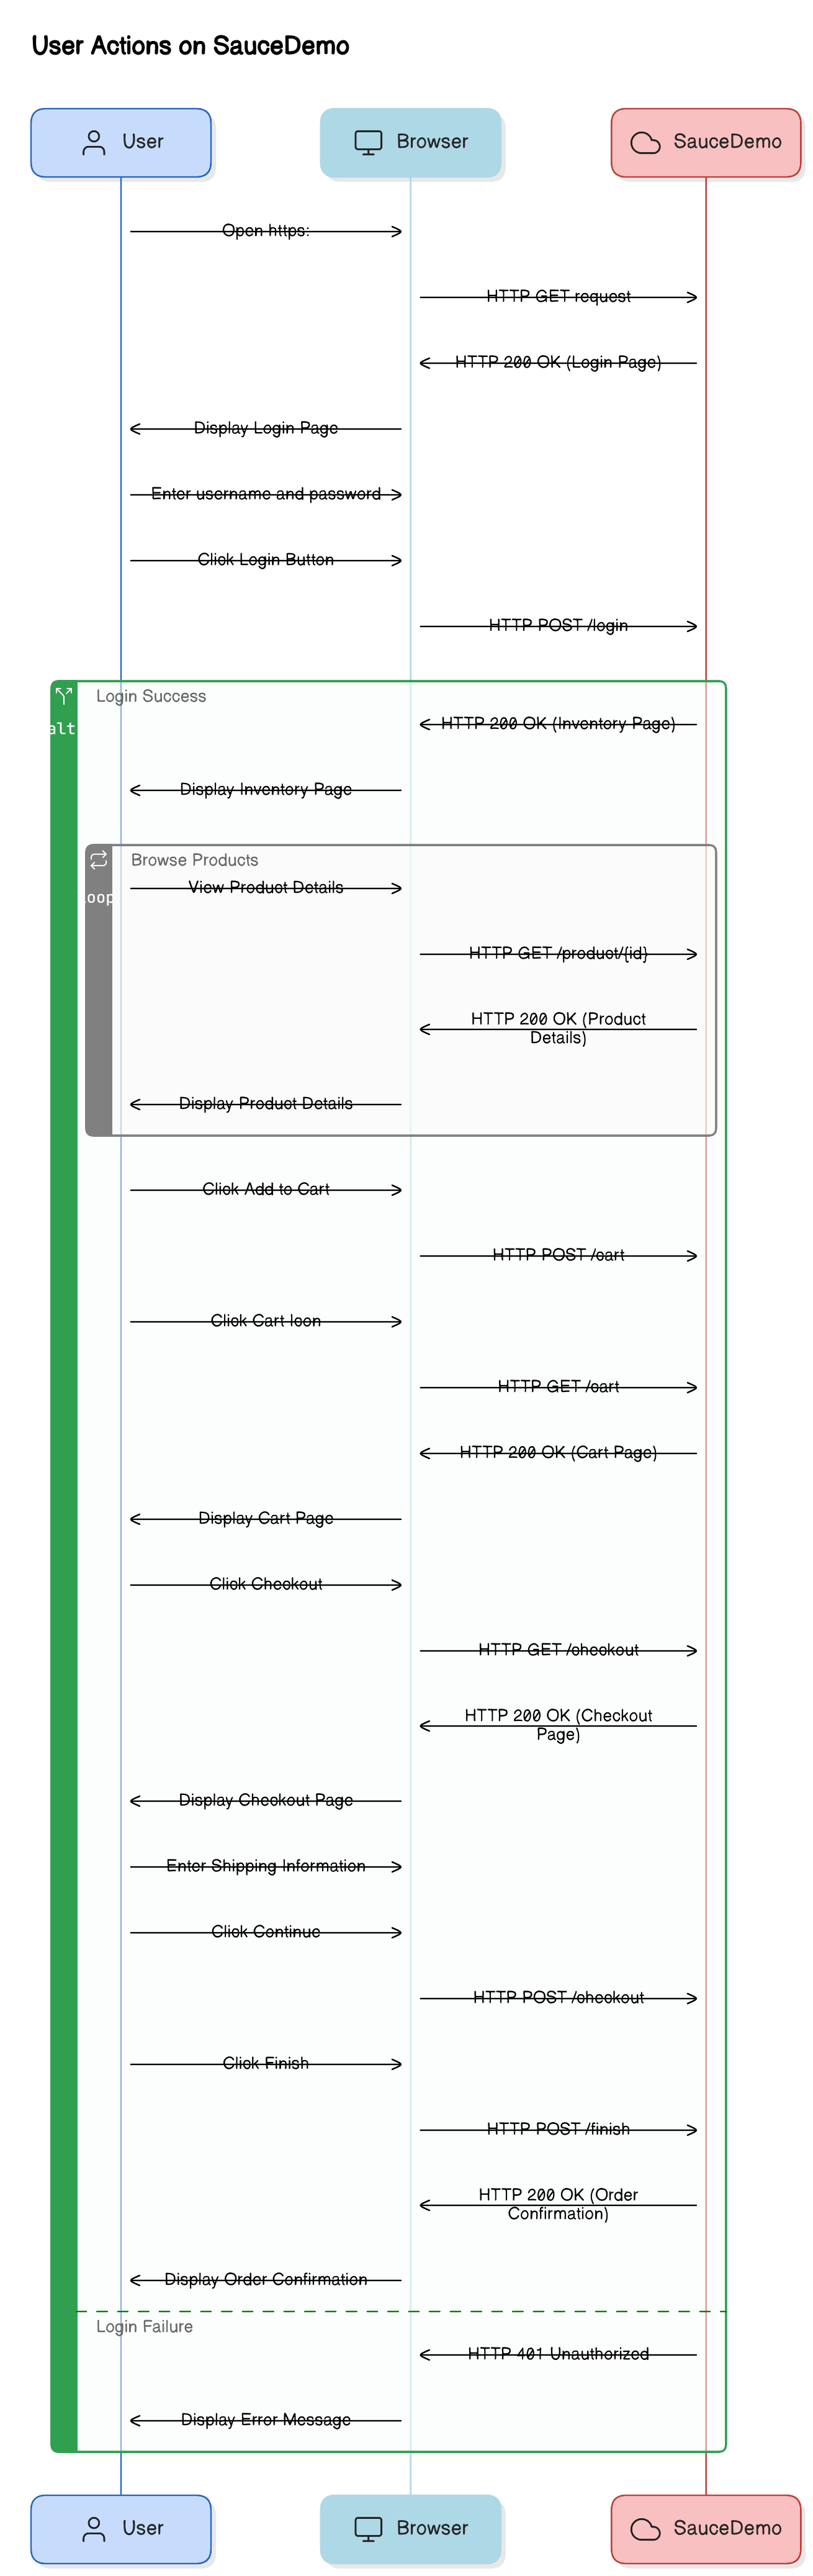 User Actions on SauceDemo
User
Browser
SauceDemo
Open https:
HTTP GET request
HTTP 200 OK (Login Page)
Display Login Page
Enter username and password
Click Login Button
HTTP POST /login
Login Success
alt
HTTP 200 OK (Inventory Page)
Display Inventory Page
Browse Products
loop
View Product Details
HTTP GET /product/{id}
HTTP 200 OK (Product
Details)
Display Product Details
Click Add to Cart
HTTP POST /cart
Click Cart Icon
HTTP GET /cart
HTTP 200 OK (Cart Page)
Display Cart Page
Click Checkout
HTTP GET /checkout
HTTP 200 OK (Checkout
Page)
Display Checkout Page
Enter Shipping Information
Click Continue
HTTP POST /checkout
Click Finish
HTTP POST /finish
HTTP 200 OK (Order
Confirmation)
Display Order Confirmation
Login Failure
HTTP 401 Unauthorized
Display Error Message
User
Browser
SauceDemo